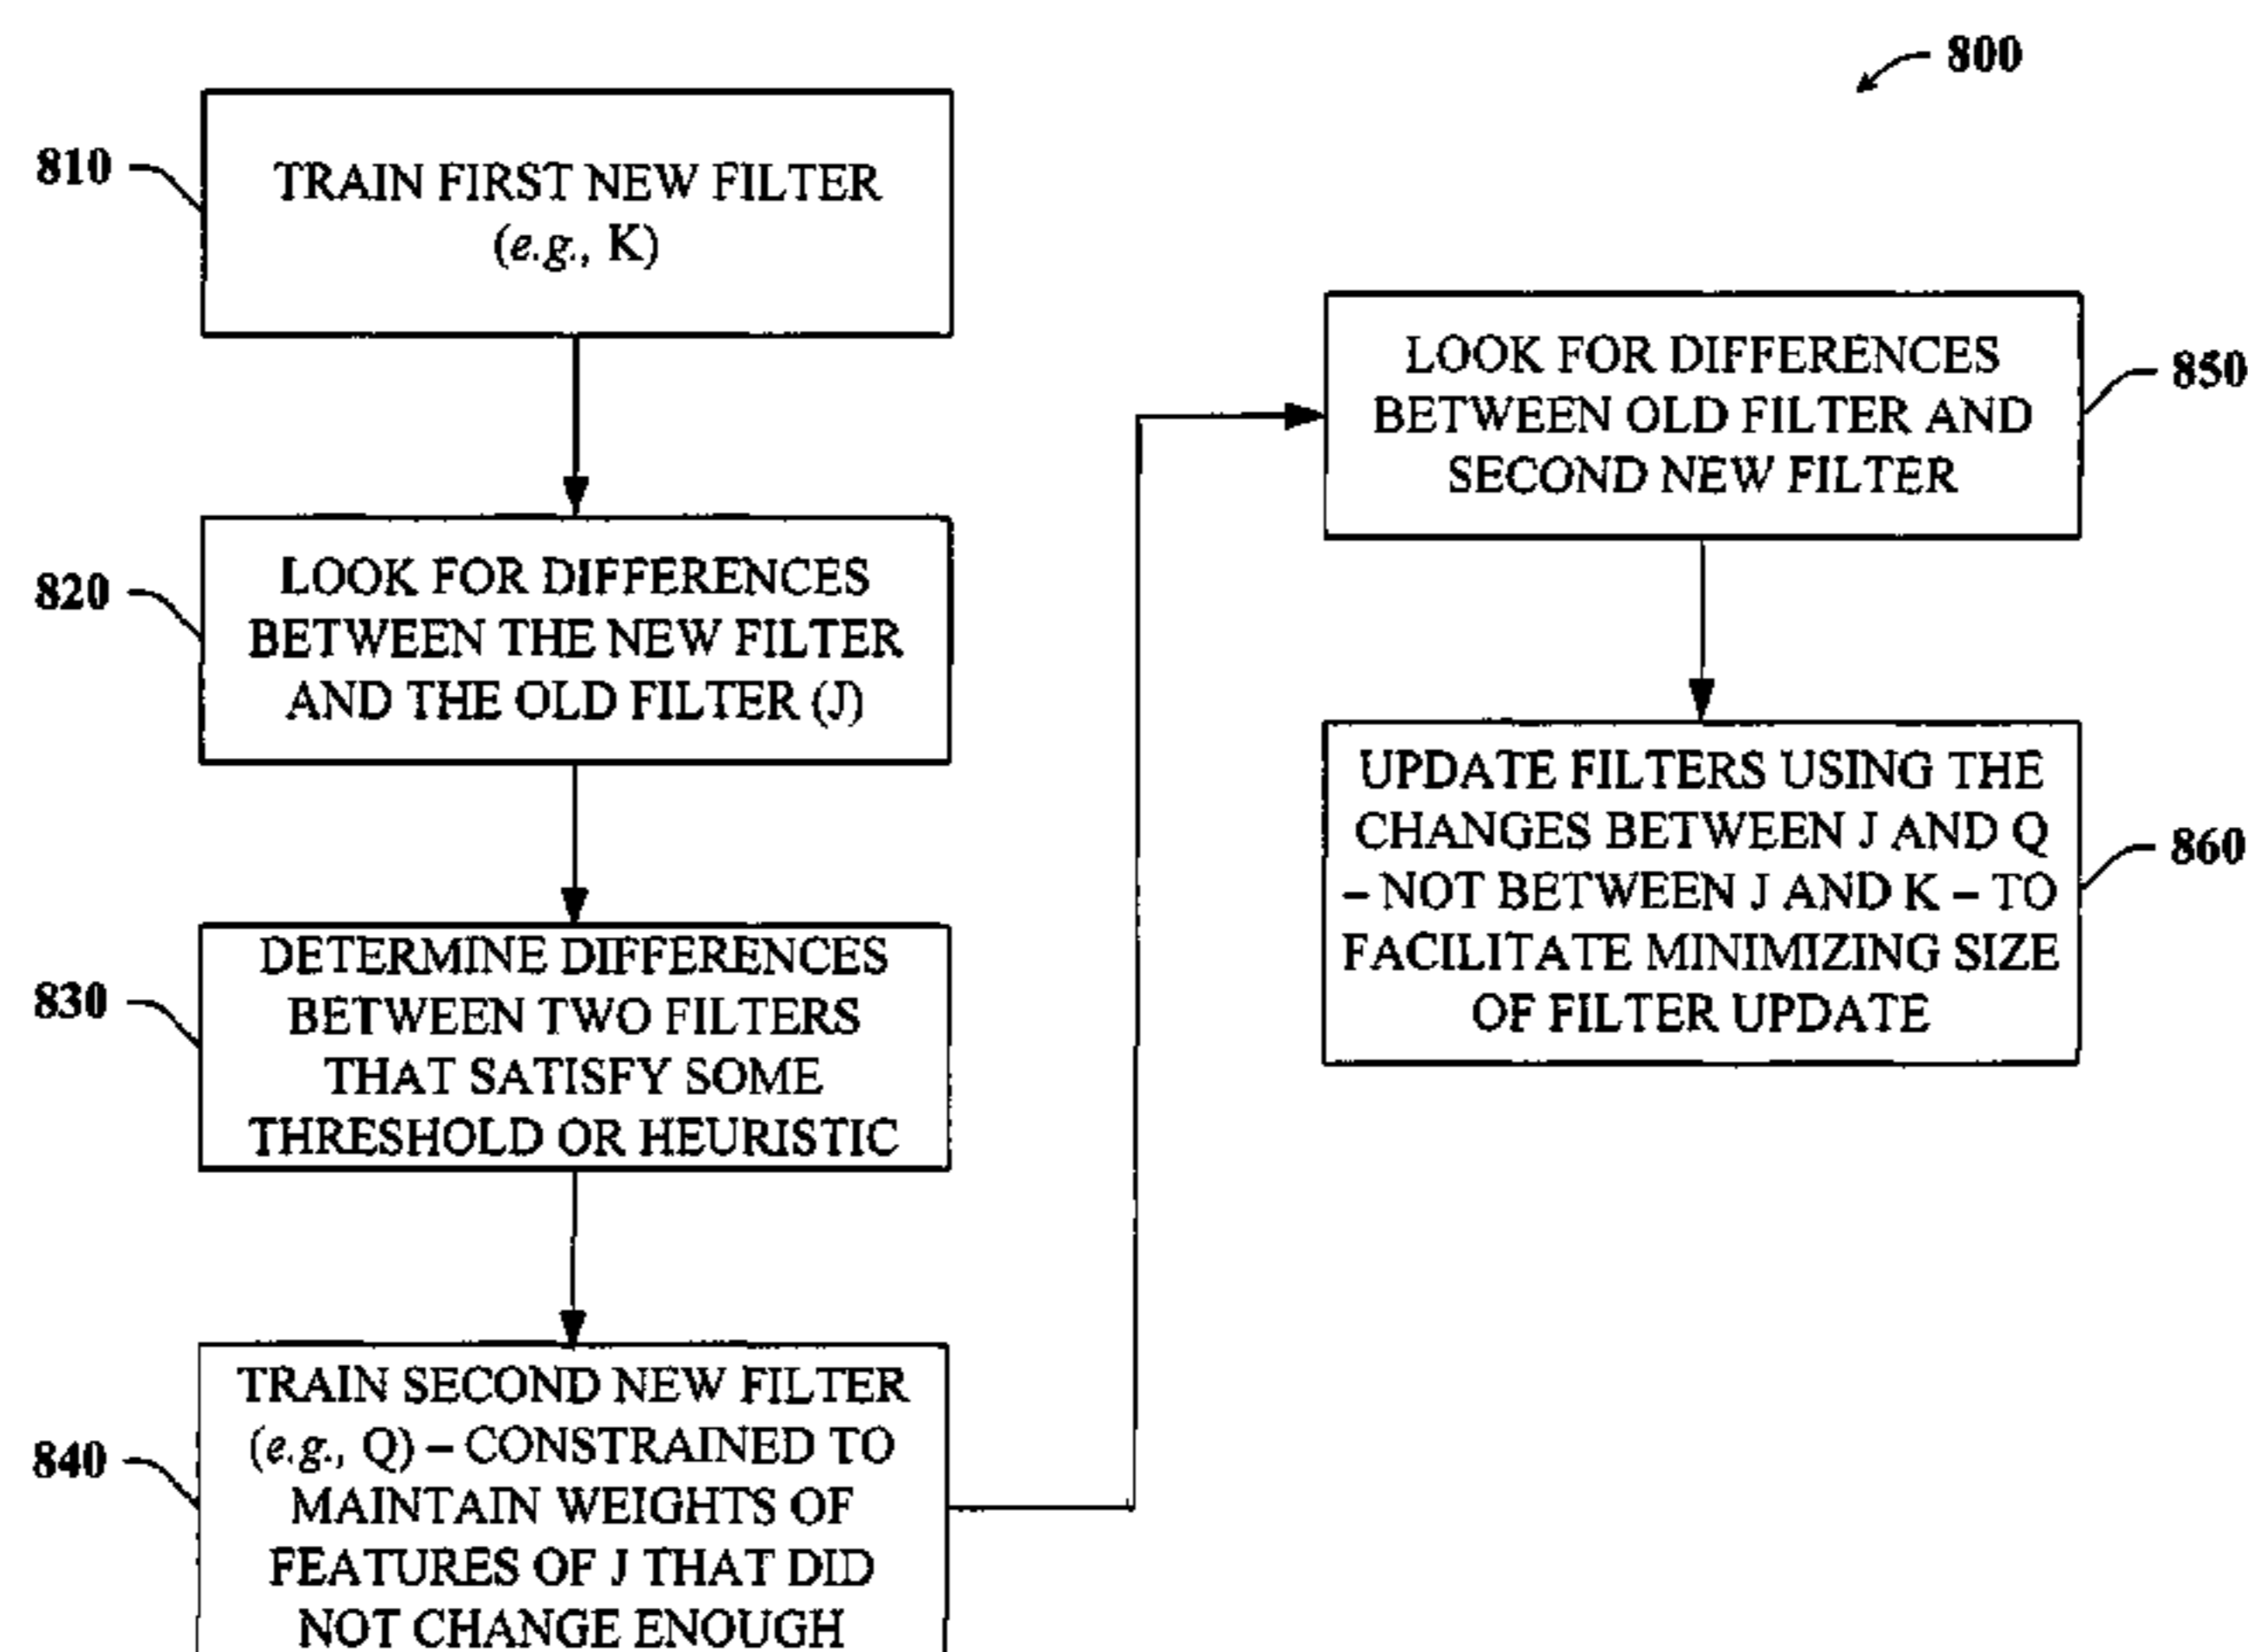 800
810
TRAIN FIRST NEW FILTER
(e.g., K)
820
LOOK FOR DIFFERENCES
BETWEEN THE NEW FILTER
AND THE OLD FILTER (J)
830
DETERMINE DIFFERENCES
BETWEEN TWO FILTERS
THAT SATISFY SOME
THRESHOLD OR HEURISTIC
840
TRAIN SECOND NEW FILTER
(e.g., Q) – CONSTRAINED TO
MAINTAIN WEIGHTS OF
FEATURES OF J THAT DID
NOT CHANGE ENOUGH
LOOK FOR DIFFERENCES
BETWEEN OLD FILTER AND
SECOND NEW FILTER
850
UPDATE FILTERS USING THE
CHANGES BETWEEN J AND Q
– NOT BETWEEN J AND K – TO
FACILITATE MINIMIZING SIZE
OF FILTER UPDATE
860